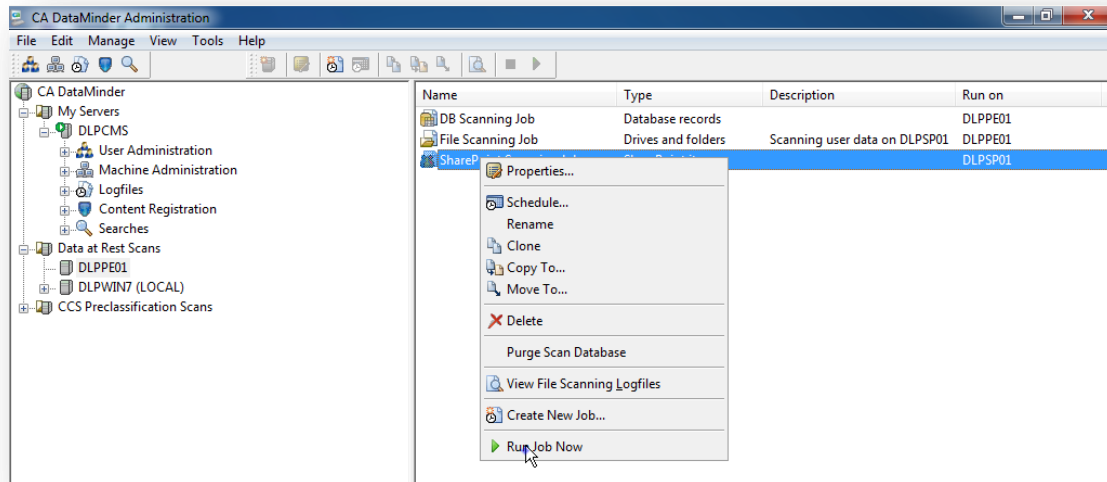 CA DataMinder Administration
File Edit Manage View Tools Help
CA DataMinder
My Servers
DLPCMS
User Administration
Machine Administration
Logfiles
Content Registration
Searches
Data at Rest Scans
DLPPE01
DLPWIN7 (LOCAL)
CCS Preclassification Scans
Name Type Description Run on
DB Scanning Job Database records DLPPE01
File Scanning Job Drives and folders Scanning user data on DLPSP01 DLPPE01
DLPSP01
Properties...
Schedule...
Rename
Clone
Copy To...
Move To...
Delete
Purge Scan Database
View File Scanning Logfiles
Create New Job...
Run Job Now